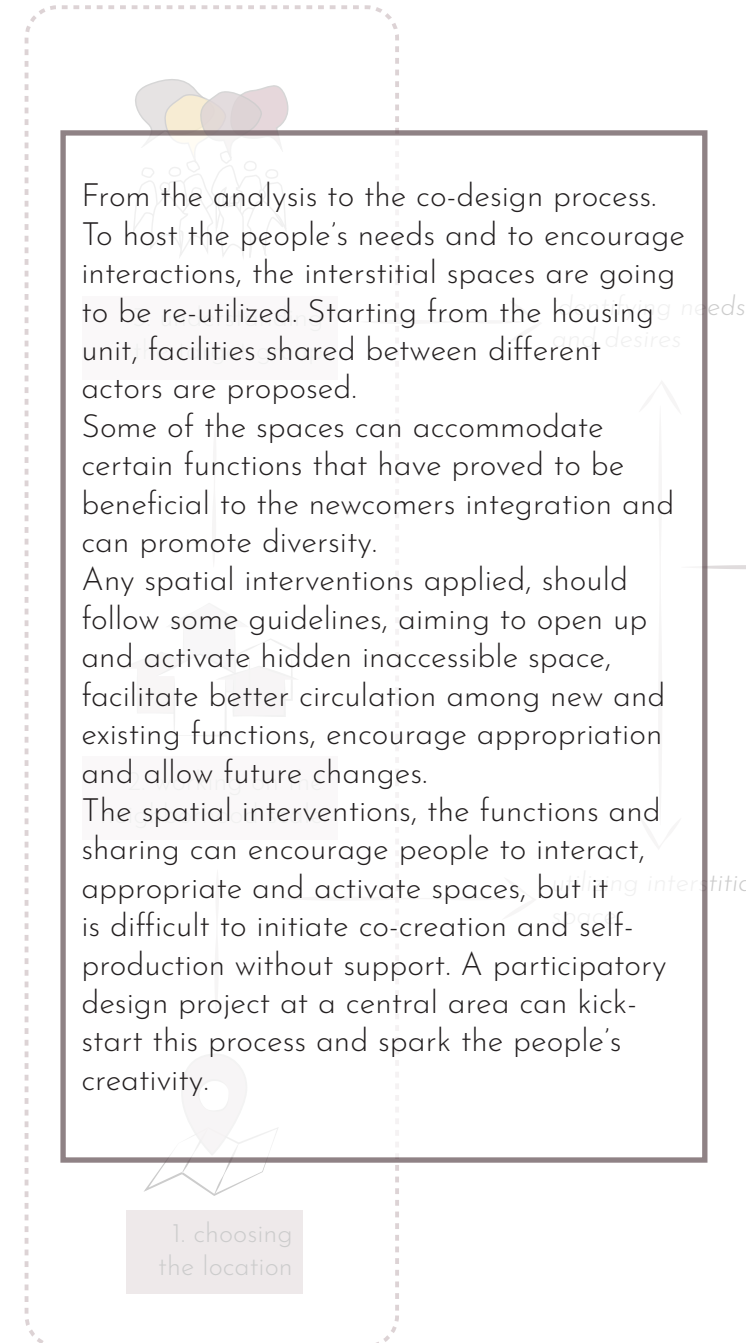 From the analysis to the co-design process.
To host the people's needs and to encourage
interactions, the interstitial spaces are going
to be re-utilized. Starting from the housing
unit, facilities shared between different
actors are proposed.
Some of the spaces can accommodate
certain functions that have proved to be
beneficial to the newcomers integration and
can promote diversity.
Any spatial interventions applied, should
follow some guidelines, aiming to open up
and activate hidden inaccessible space,
facilitate better circulation among new and
existing functions, encourage appropriation
and allow future changes.
The spatial interventions, the functions and
sharing can encourage people to interact,
appropriate and activate spaces, but it
is difficult to initiate co-creation and self-
production without support. A participatory
design project at a central area can kick-
start this process and spark the people's
creativity.
needs
and desires
2. working on the
1. choosing
the location